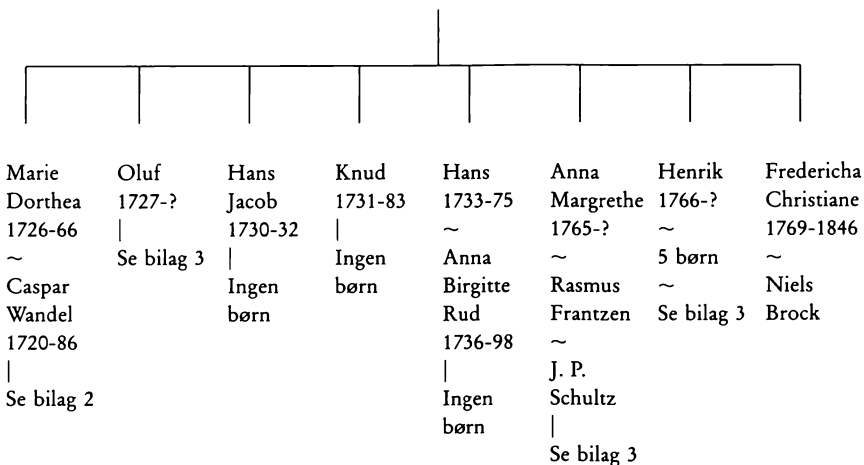 Marie
Dorthea
1726-66
~
Caspar
Wandel
1720-86
|
Se bilag 2
Oluf
1727-?
|
Se bilag 3
Hans
Jacob
1730-32
|
Ingen
børn
Knud
1731-83
|
Ingen
børn
Hans
1733-75
~
Anna
Birgitte
Rud
1736-98
|
Ingen
børn
Anna
Margrethe
1765-?
~
Rasmus
Frantzen
~
J. P.
Schultz
|
Se bilag 3
Henrik
1766-?
~
5 børn
~
Se bilag 3
Fredericha
Christiane
1769-1846
~
Niels
Brock